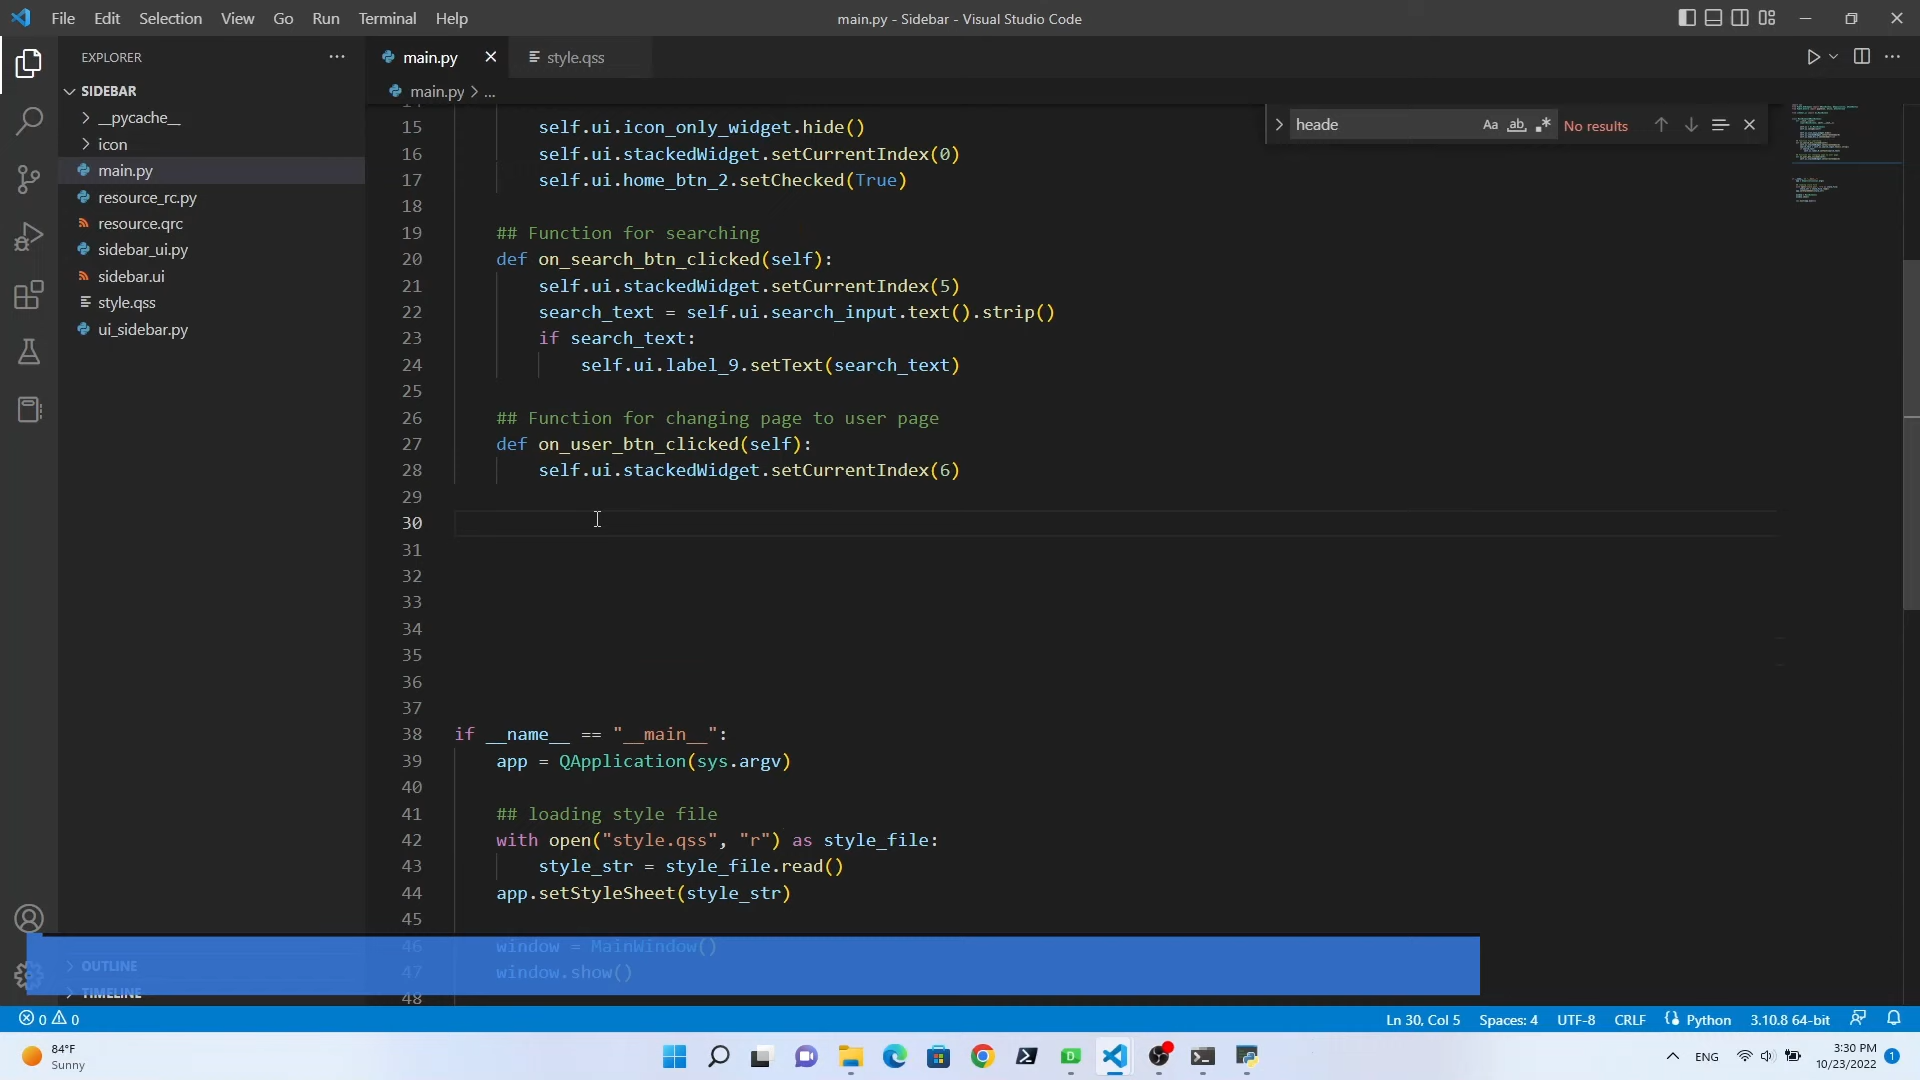 File Edit Selection View Go Run Terminal Help
main.py - Sidebar - Visual Studio Code
EXPLORER
main.py
style.qss
SIDEBAR
main.py > ...
__pycache__
icon
main.py
resource_rc.py
resource.qrc
sidebar_ui.py
sidebar.ui
style.qss
ui_sidebar.py
heade
Aa ab No results
15 self.ui.icon_only_widget.hide()
16 self.ui.stackedWidget.setCurrentIndex(0)
17 self.ui.home_btn_2.setChecked(True)
18
19 ## Function for searching
20 def on_search_btn_clicked(self):
21 self.ui.stackedWidget.setCurrentIndex(5)
22 search_text = self.ui.search_input.text().strip()
23 if search_text:
24 self.ui.label_9.setText(search_text)
25
26 ## Function for changing page to user page
27 def on_user_btn_clicked(self):
28 self.ui.stackedWidget.setCurrentIndex(6)
29
30
31
32
33
34
35
36
37
38 if __name__ == "__main__":
39 app = QApplication(sys.argv)
40
41 ## loading style file
42 with open("style.qss", "r") as style_file:
43 style_str = style_file.read()
44 app.setStyleSheet(style_str)
45
46 window = MainWindow()
47 window.show()
48
OUTLINE
TIMELINE
0 0
Ln 30, Col 5 Spaces: 4 UTF-8 CRLF Python 3.10.8 64-bit
84°F
Sunny
ENG
3:30 PM
10/23/2022
1